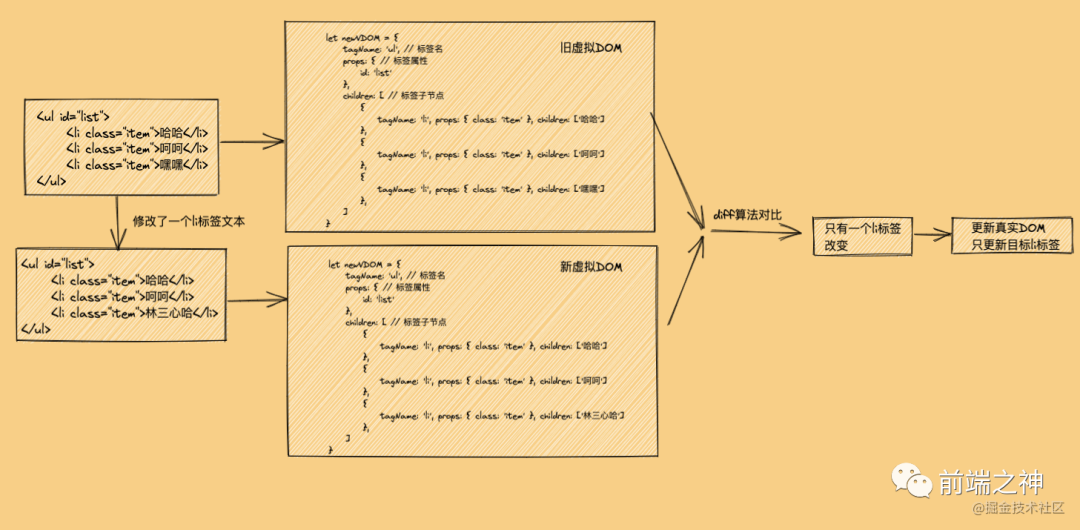 <ul id="list">
<li class="item">哈哈</li>
<li class="item">呵呵</li>
<li class="item">嘿嘿</li>
</ul>
修改了一个li标签文本
<ul id="list">
<li class="item">哈哈</li>
<li class="item">呵呵</li>
<li class="item">林三心哈</li>
</ul>
旧虚拟DOM
let newVDOM = {
tagName: 'ul', // 标签名
props: { // 标签属性
id: 'list'
},
children: [ // 标签子节点
{
tagName: 'li', props: { class: 'item' }, children: ['哈哈']
},
{
tagName: 'li', props: { class: 'item' }, children: ['呵呵']
},
{
tagName: 'li', props: { class: 'item' }, children: ['嘿嘿']
},
]
}
新虚拟DOM
let newVDOM = {
tagName: 'ul', // 标签名
props: { // 标签属性
id: 'list'
},
children: [ // 标签子节点
{
tagName: 'li', props: { class: 'item' }, children: ['哈哈']
},
{
tagName: 'li', props: { class: 'item' }, children: ['呵呵']
},
{
tagName: 'li', props: { class: 'item' }, children: ['林三心哈']
},
]
}
diff算法对比
只有一个li标签
改变
更新真实DOM
只更新目标li标签
前端之神
@掘金技术社区